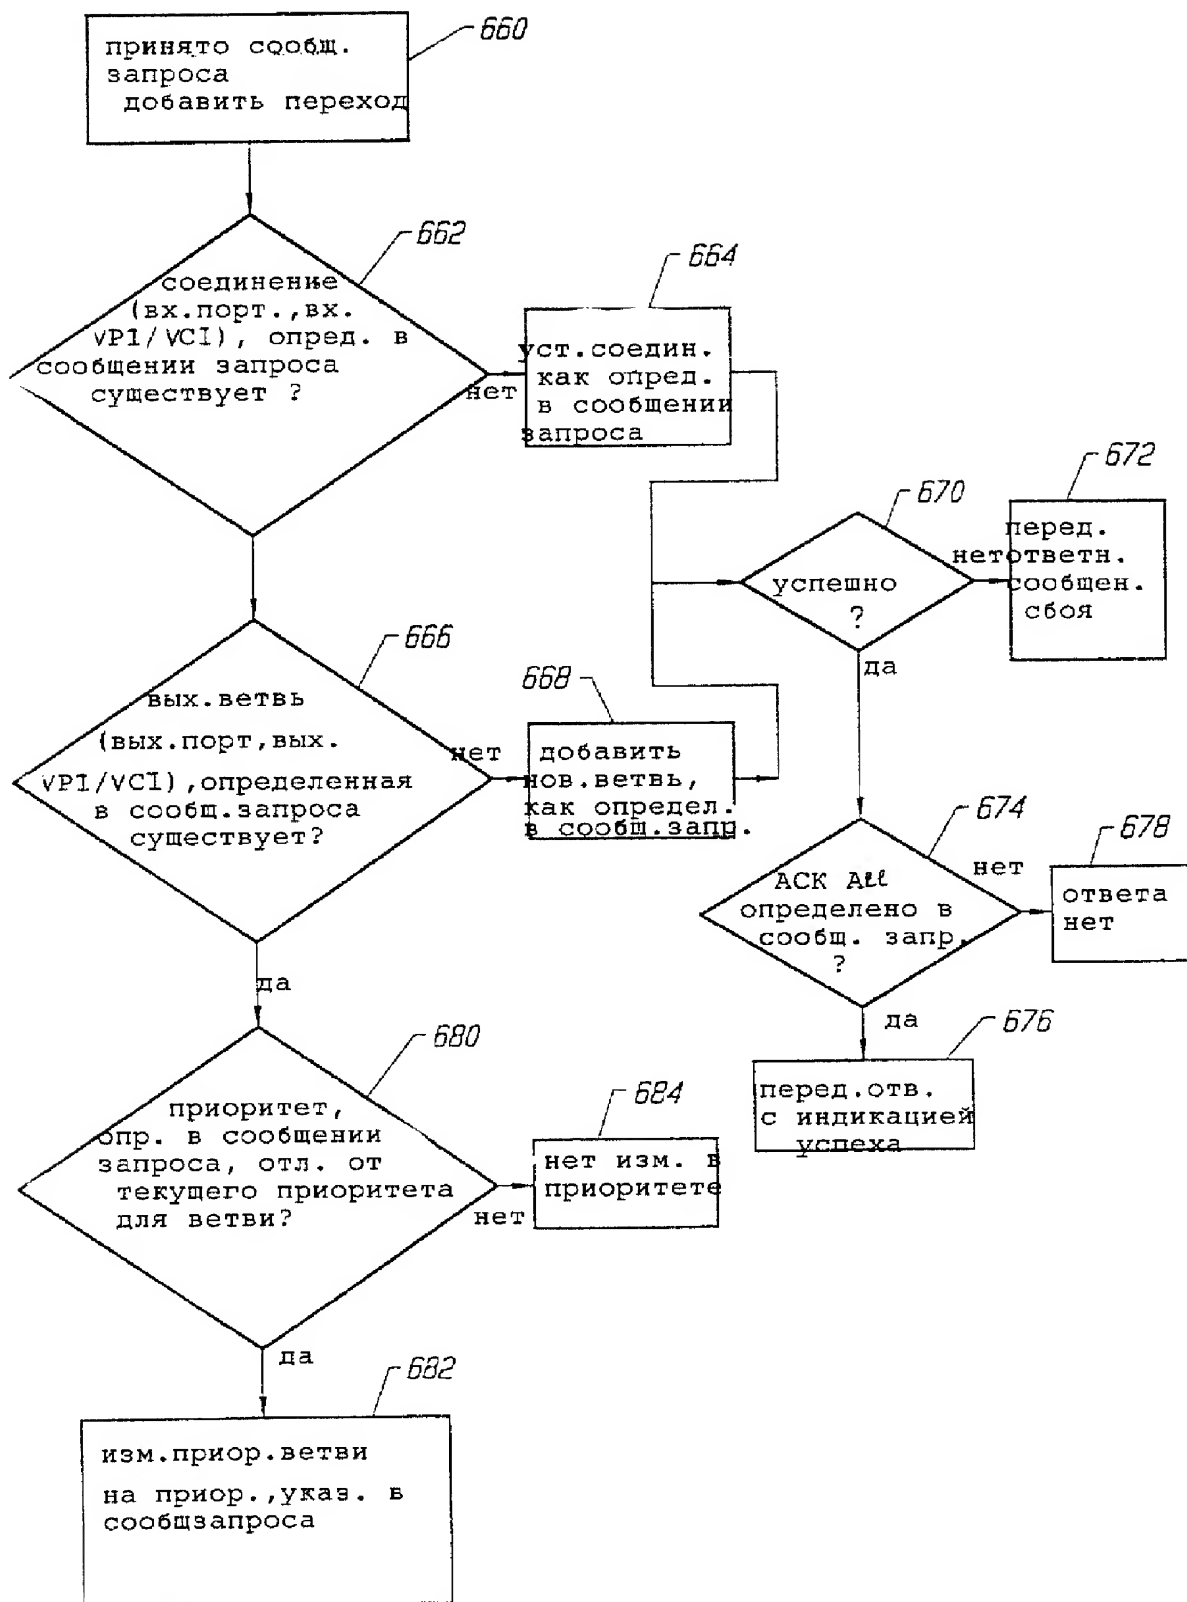 660
принято сообщ.
запроса
добавить переход
662
соединение
(вх.порт.,вх.
VPI/VCI), опред. в
сообщении запроса
существует ?
нет
664
уст.соедин.
как опред.
в сообщении
запроса
666
вых.ветвь
(вых.порт,вых.
VPI/VCI),определенная
в сообщ.запроса
существует?
нет
да
668
добавить
нов.ветвь,
как определ.
в сообщ.запр.
670
успешно
?
нет
да
672
перед.
ответн.
сообщен.
сбоя
674
ACK All
определено в
сообщ. запр.
?
нет
да
678
ответа
нет
676
перед.отв.
с индикацией
успеха
680
приоритет,
опр. в сообщении
запроса, отл. от
текущего приоритета
для ветви?
нет
да
684
нет изм. в
приоритете
682
изм.приор.ветви
на приор.,указ. в
сообщзапроса